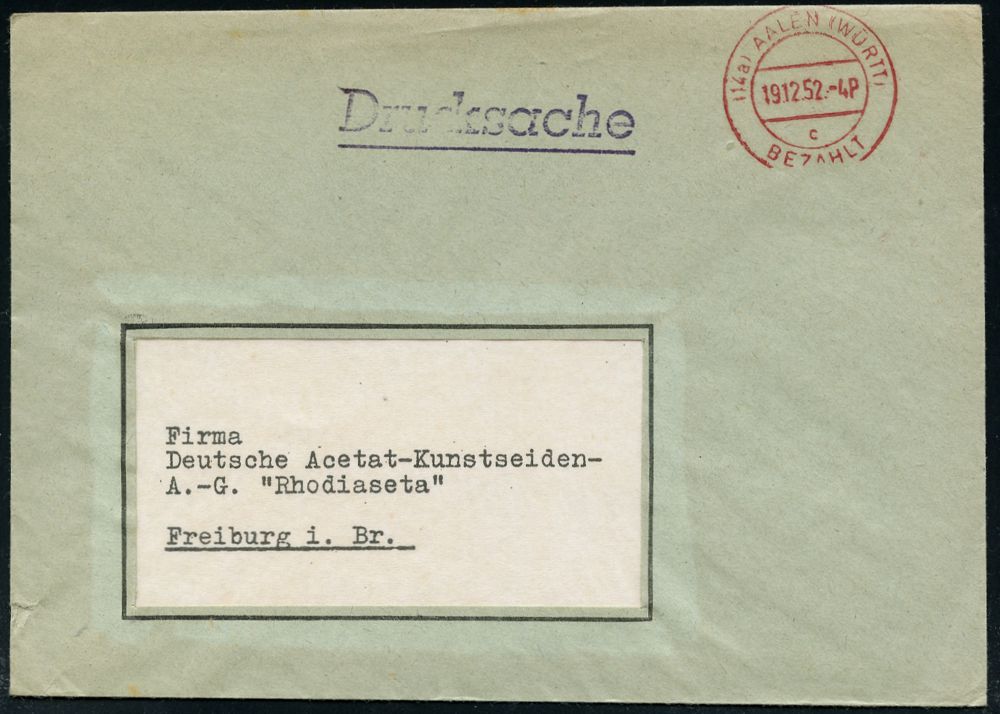 Drucksache
(14a) AALEN (WÜRTT)
19.12.52.-4P
c
BEZAHLT
Firma
Deutsche Acetat-Kunstseiden-
A.-G. "Rhodiaseta"
Freiburg i. Br.